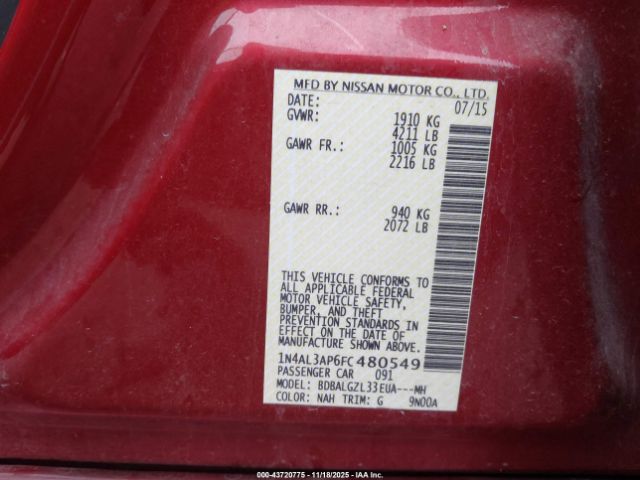 MFD BY NISSAN MOTOR CO., LTD.
DATE: 07/15
GVWR: 1910 KG
4211 LB
GAWR FR.: 1005 KG
2216 LB
GAWR RR.: 940 KG
2072 LB
THIS VEHICLE CONFORMS TO
ALL APPLICABLE FEDERAL
MOTOR VEHICLE SAFETY,
BUMPER, AND THEFT
PREVENTION STANDARDS IN
EFFECT ON THE DATE OF
MANUFACTURE SHOWN ABOVE.
1N4AL3AP6FC480549
PASSENGER CAR 091
MODEL: BDBALGZL33EUA---MH
COLOR: NAH TRIM: G 9N00A
000-43720775 - 11/18/2025 - IAA Inc.